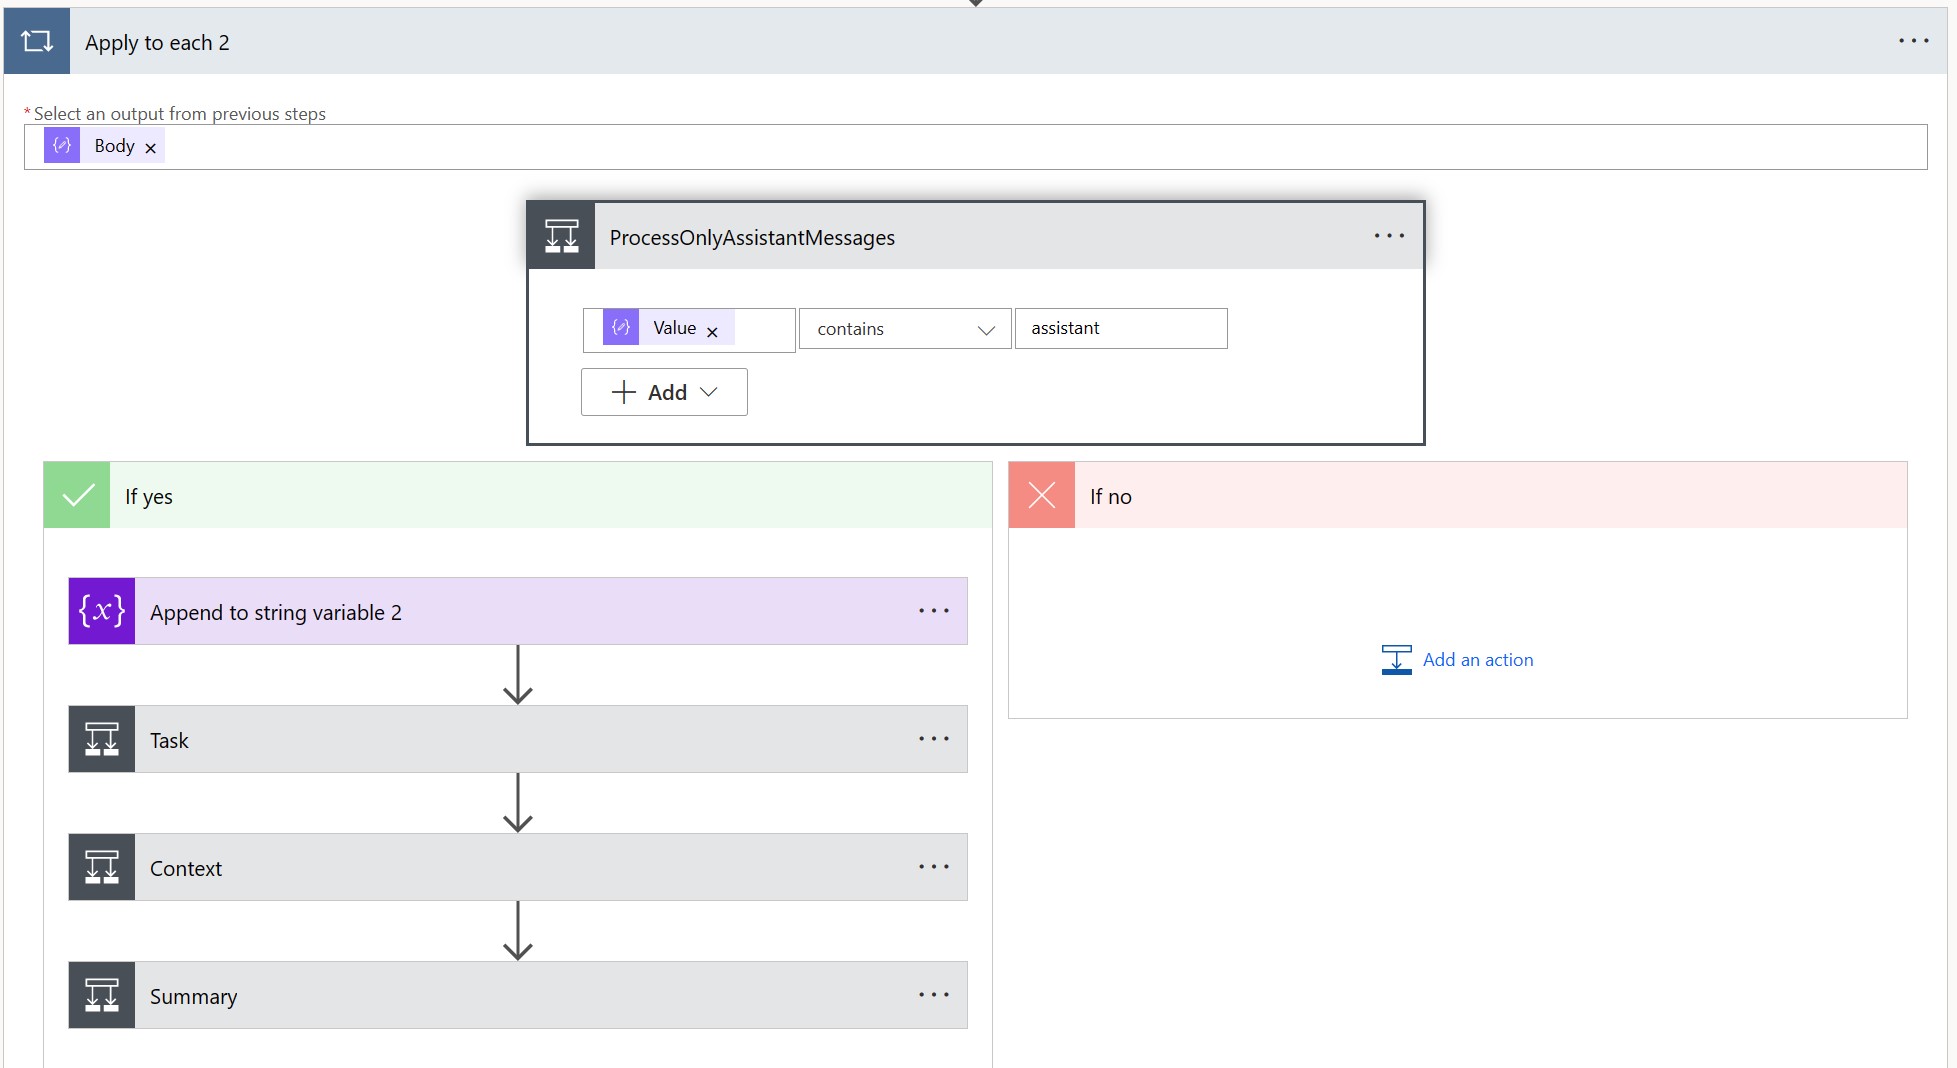 Apply to each 2
* Select an output from previous steps
Body
ProcessOnlyAssistantMessages
Value contains assistant
Add
If yes
If no
Append to string variable 2
Add an action
Task
Context
Summary